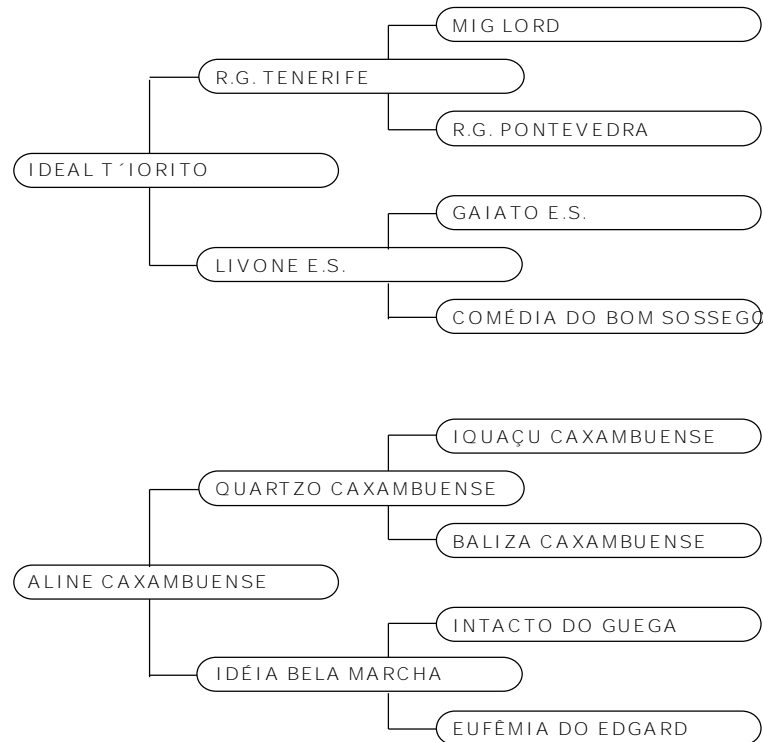 MIG LORD
R.G. TENERIFE
R.G. PONTEVEDRA
IDEAL T´IORITO
GAIATO E.S.
LIVONE E.S.
COMÉDIA DO BOM SOSSEGO
IQUAÇU CAXAMBUENSE
QUARTZO CAXAMBUENSE
BALIZA CAXAMBUENSE
ALINE CAXAMBUENSE
INTACTO DO GUEGA
IDÉIA BELA MARCHA
EUFÊMIA DO EDGARD